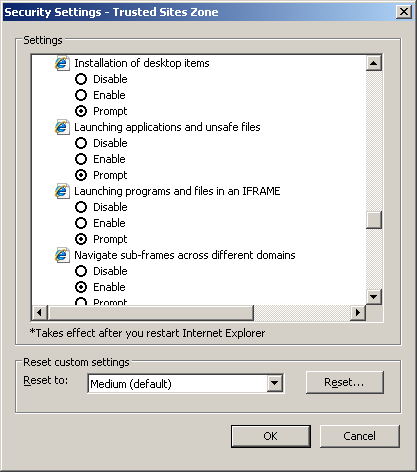 Security Settings - Trusted Sites Zone
Settings
Installation of desktop items
Disable
Enable
Prompt
Launching applications and unsafe files
Disable
Enable
Prompt
Launching programs and files in an IFRAME
Disable
Enable
Prompt
Navigate sub-frames across different domains
Disable
Enable
Prompt
*Takes effect after you restart Internet Explorer
Reset custom settings
Reset to: Medium (default) Reset...
OK Cancel